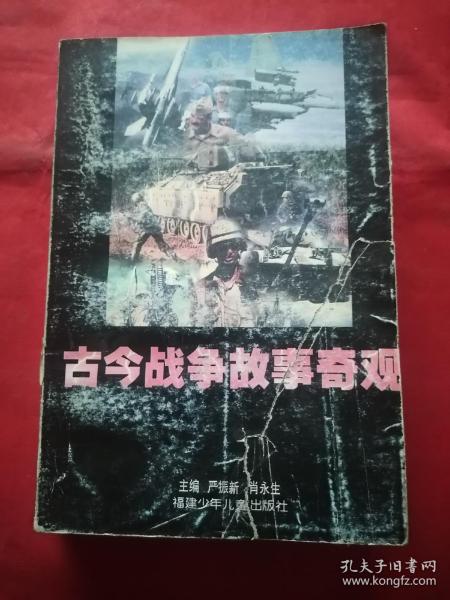 古今战争故事奇观
主编 严振新 肖永生
福建少年儿童出版社
孔夫子旧书网
www.kongfz.com